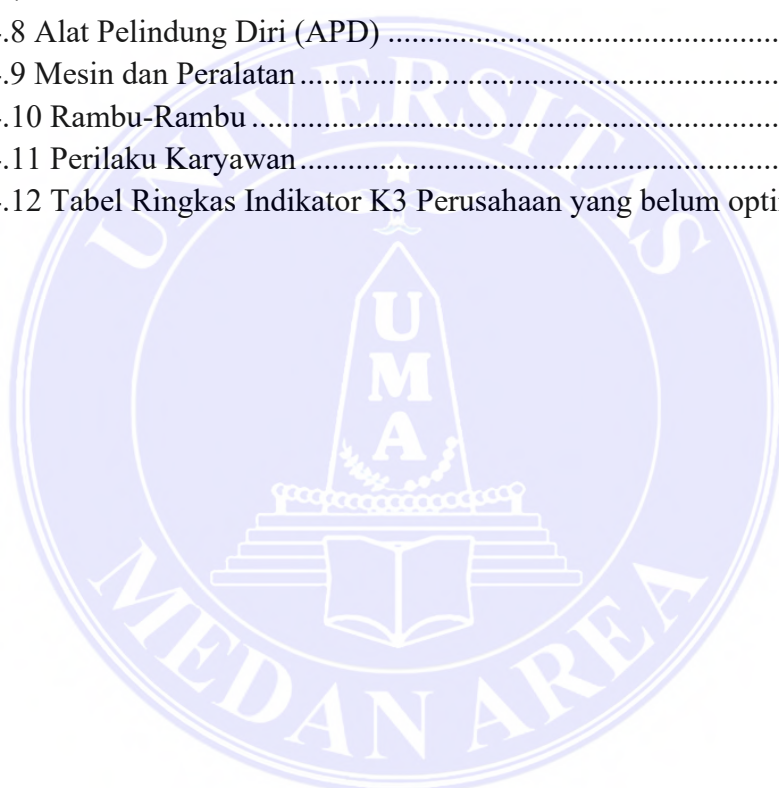 .8 Alat Pelindung Diri (APD) ....................................................................
.9 Mesin dan Peralatan ....................................................................................
.10 Rambu-Rambu ............................................................................................
.11 Perilaku Karyawan ....................................................................................
.12 Tabel Ringkas Indikator K3 Perusahaan yang belum opti
UNIVERSITAS
U
M
A
MEDAN AREA